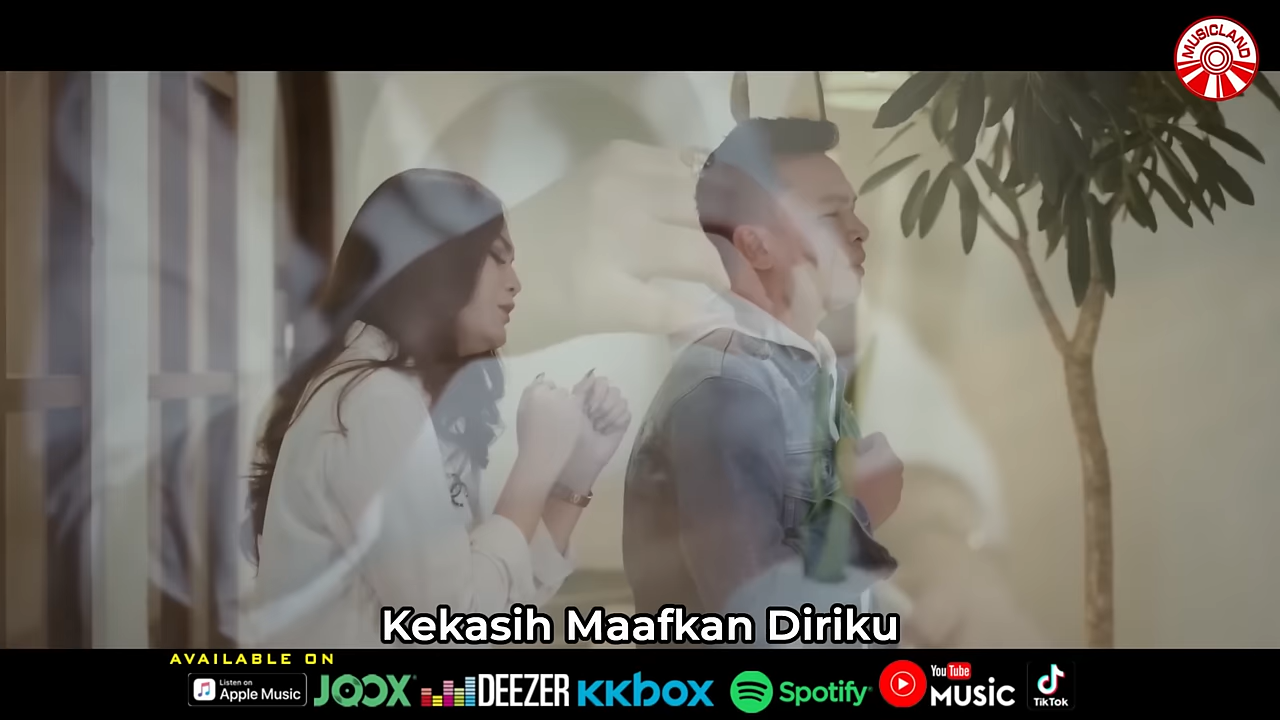 MUSICLAND
Kekasih Maafkan Diriku
AVAILABLE ON
Listen on
Apple Music
JOOX
DEEZER
KKBOX
Spotify
YouTube
MUSIC
TikTok